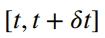 [t, t + δt]